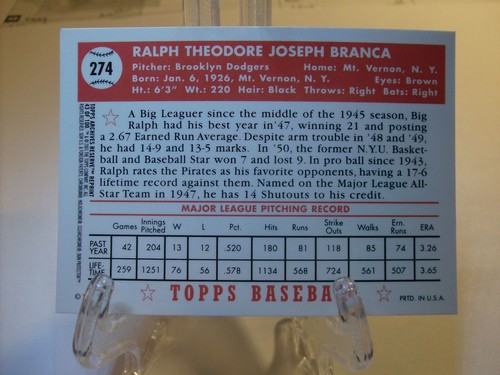 274
RALPH THEODORE JOSEPH BRANCA
Pitcher: Brooklyn Dodgers Home: Mt. Vernon, N. Y.
Born: Jan. 6, 1926, Mt. Vernon, N. Y. Eyes: Brown
Ht.: 6'3" Wt.: 220 Hair: Black Throws: Right Bats: Right
A Big Leaguer since the middle of the 1945 season, Big
Ralph had his best year in '47, winning 21 and posting
a 2.67 Earned Run Average. Despite arm trouble in '48 and '49,
he had 14-9 and 13-5 marks. In '50, the former N.Y.U. Basket-
ball and Baseball Star won 7 and lost 9. In pro ball since 1943,
Ralph rates the Pirates as his favorite opponents, having a 17-6
lifetime record against them. Named on the Major League All-
Star Team in 1947, he has 14 Shutouts to his credit.
MAJOR LEAGUE PITCHING RECORD
Games Innings Pitched W L Pct. Hits Runs Strike Outs Walks Ern. Runs ERA
PAST YEAR 42 204 13 12 .520 180 81 118 85 74 3.26
LIFE-TIME 259 1251 76 56 .578 1134 568 724 561 507 3.65
TOPPS BASEBA
PRTD. IN U.S.A.